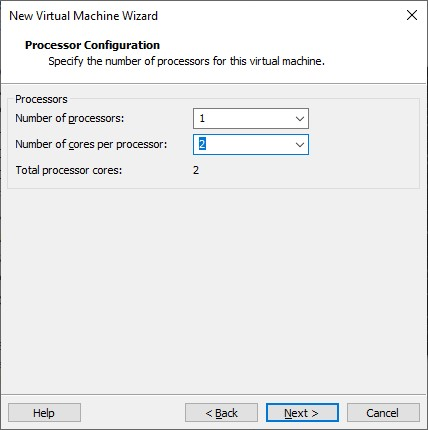 New Virtual Machine Wizard
Processor Configuration
Specify the number of processors for this virtual machine.
Processors
Number of processors: 1
Number of cores per processor: 2
Total processor cores: 2
Help < Back Next > Cancel